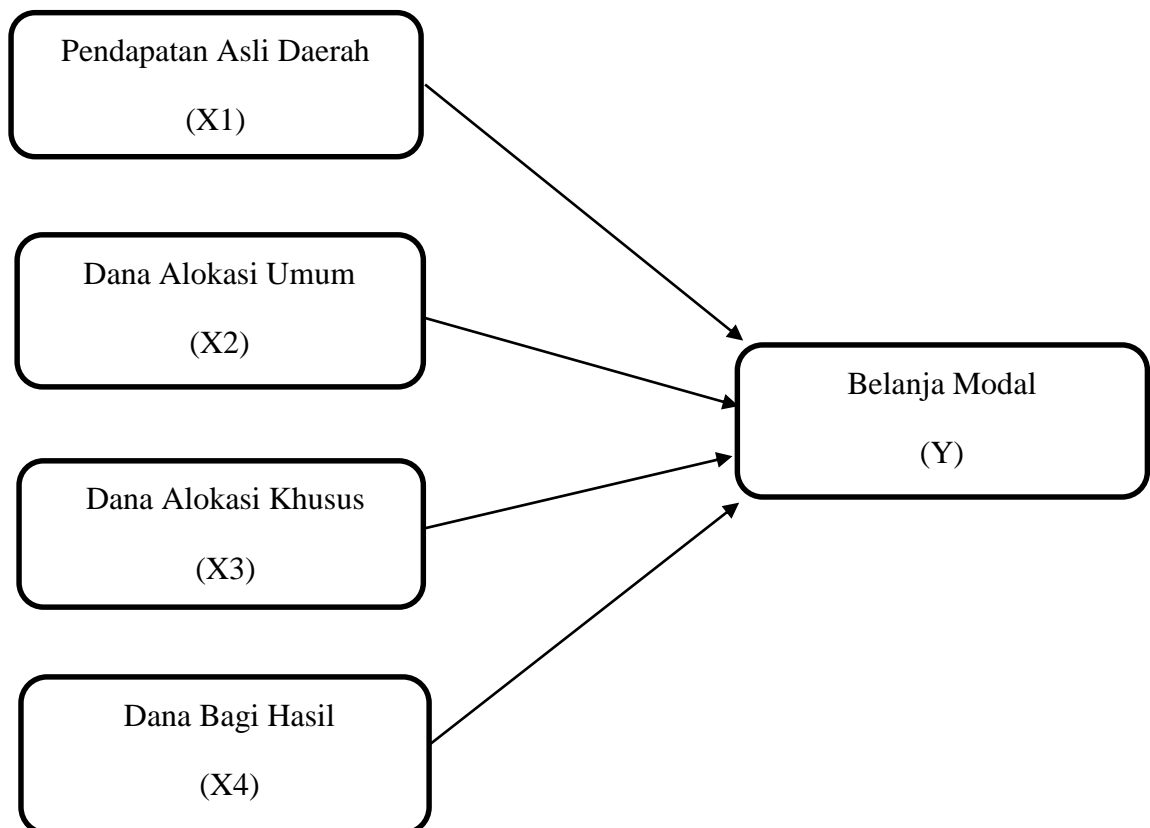 Pendapatan Asli Daerah
(X1)
Dana Alokasi Umum
(X2)
Dana Alokasi Khusus
(X3)
Dana Bagi Hasil
(X4)
Belanja Modal
(Y)